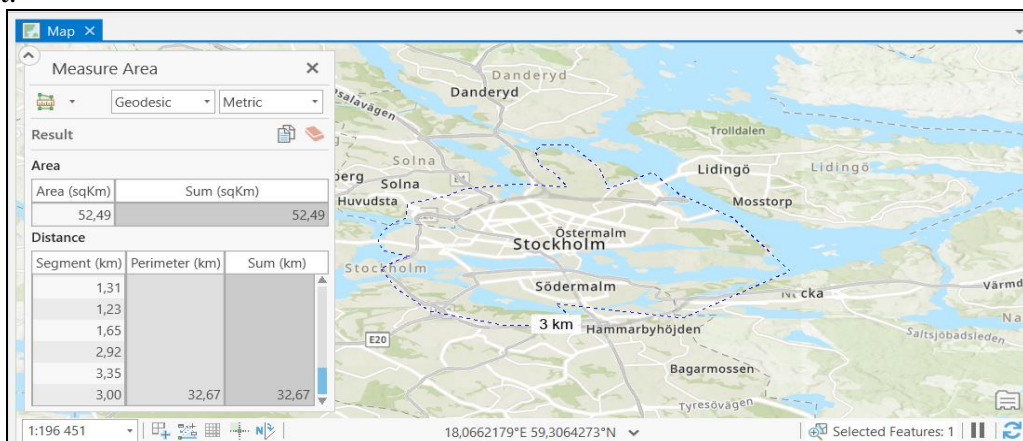 Map
Measure Area
Geodesic
Metric
Result
Area
Area (sqKm) Sum (sqKm)
52,49 52,49
Distance
Segment (km) Perimeter (km) Sum (km)
1,31
1,23
1,65
2,92
3,35
3,00 32,67 32,67
Danderyd
Danderyd
Trolldalen
Solna
Lidingö
Lidingö
Solna
Huvudsta
Mosstorp
Östermalm
Stockholm
Stockholm
Södermalm
3 km
Hammarbyhöjden
E20
Saltsjöbadsleden
Bagarmossen
Tyresövägen
1:196 451
18,0662179°E 59,3064273°N
Selected Features: 1